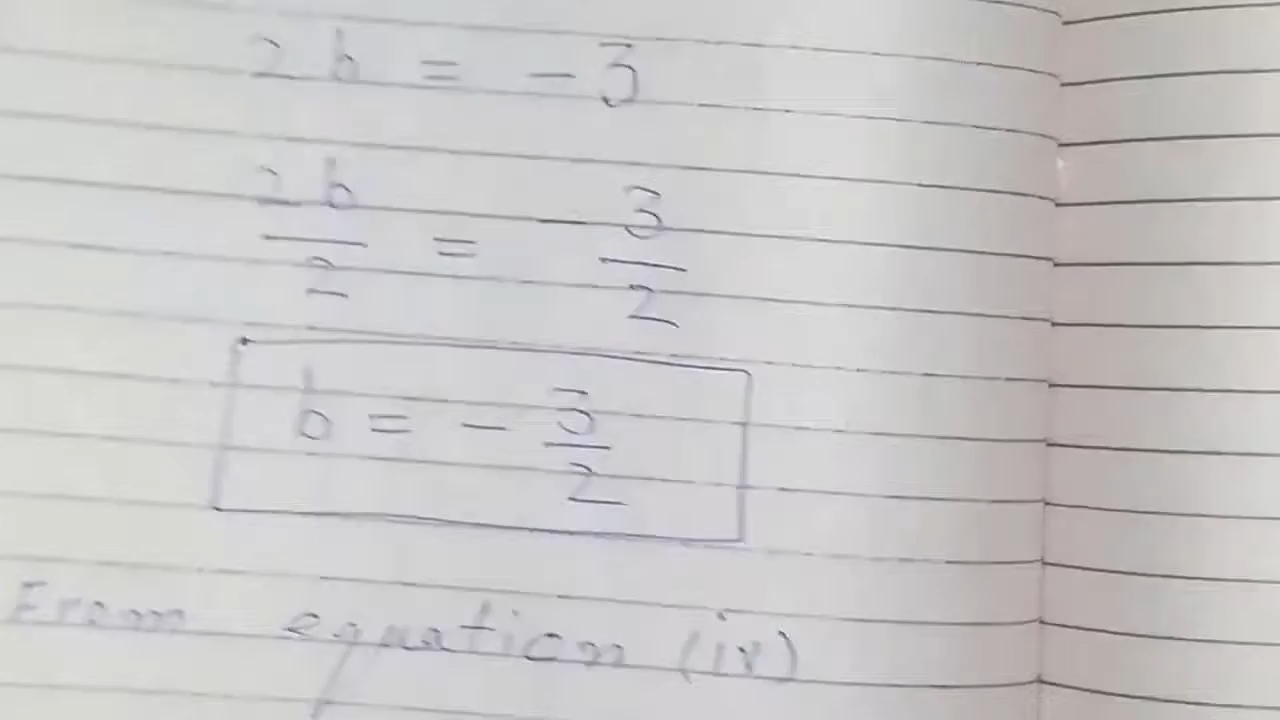 2b = -3
2b/2 = -3/2
b = -3/2
From equation (iv)